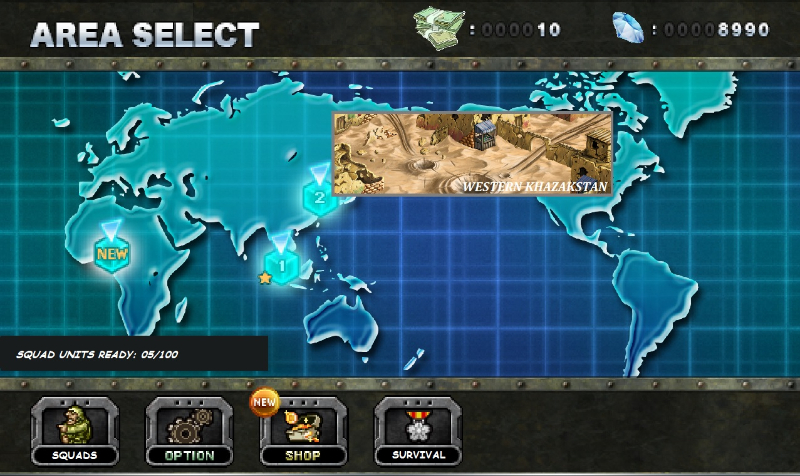 AREA SELECT
: 000010
: 00008990
WESTERN KHAZAKSTAN
2
NEW
1
SQUAD UNITS READY: 05/100
NEW
SQUADS
OPTION
SHOP
SURVIVAL